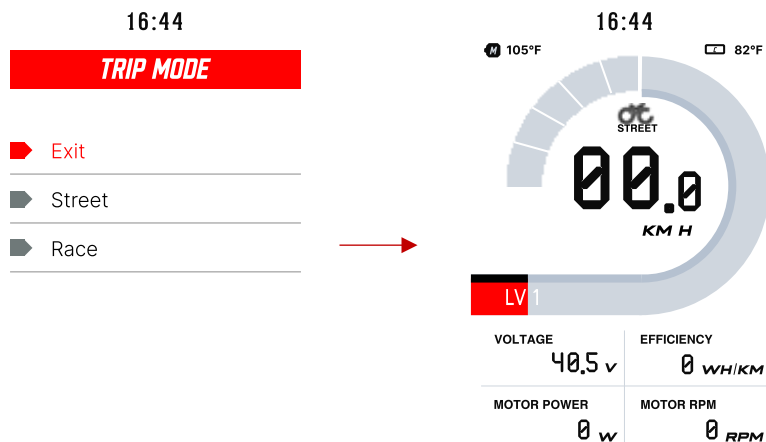 16:44
TRIP MODE
Exit
Street
Race
16:44
M 105°F
C 82°F
STREET
00.0
KM H
LV 1
VOLTAGE
40.5 V
EFFICIENCY
0 WH/KM
MOTOR POWER
0 W
MOTOR RPM
0 RPM